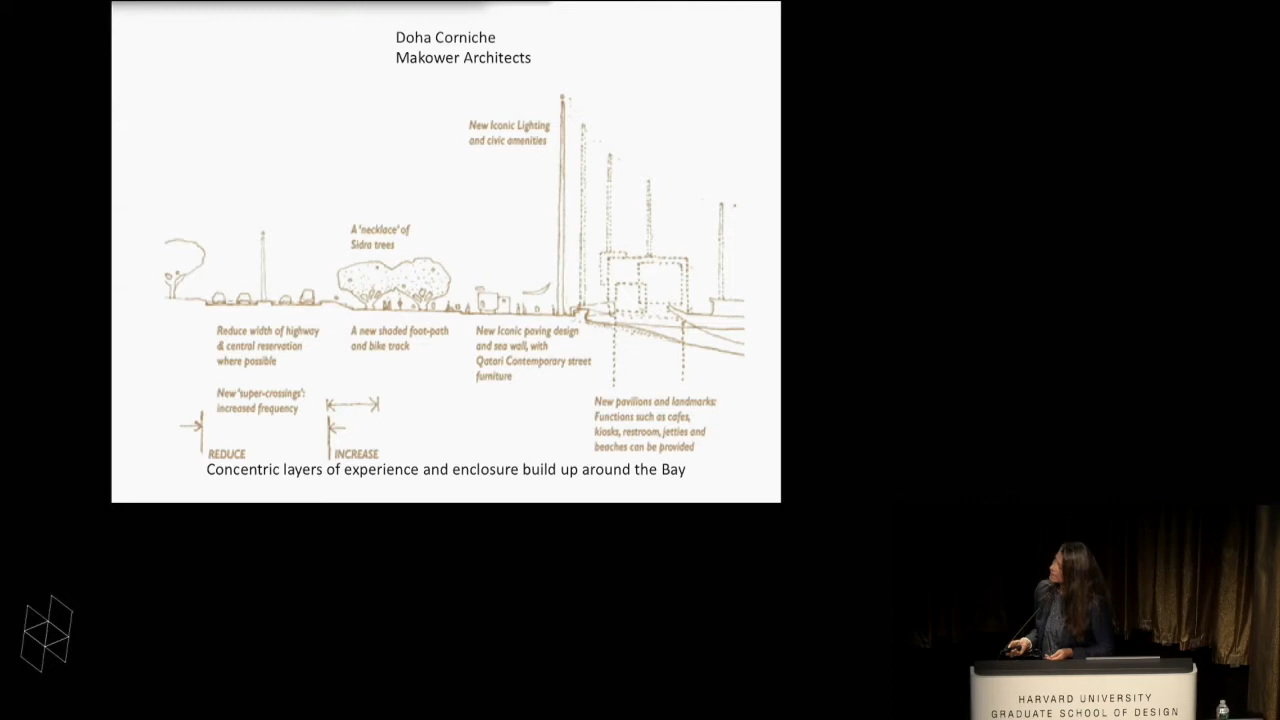 Doha Corniche
Makower Architects
New Iconic Lighting
and civic amenities
A 'necklace' of
Sidra trees
Reduce width of highway
& central reservation
where possible
A new shaded foot-path
and bike track
New Iconic paving design
and sea wall, with
Qatari Contemporary street
furniture
New 'super-crossings':
increased frequency
New pavilions and landmarks:
Functions such as cafes,
kiosks, restroom, jetties and
beaches can be provided
REDUCE
INCREASE
Concentric layers of experience and enclosure build up around the Bay
HARVARD UNIVERSITY
GRADUATE SCHOOL OF DESIGN